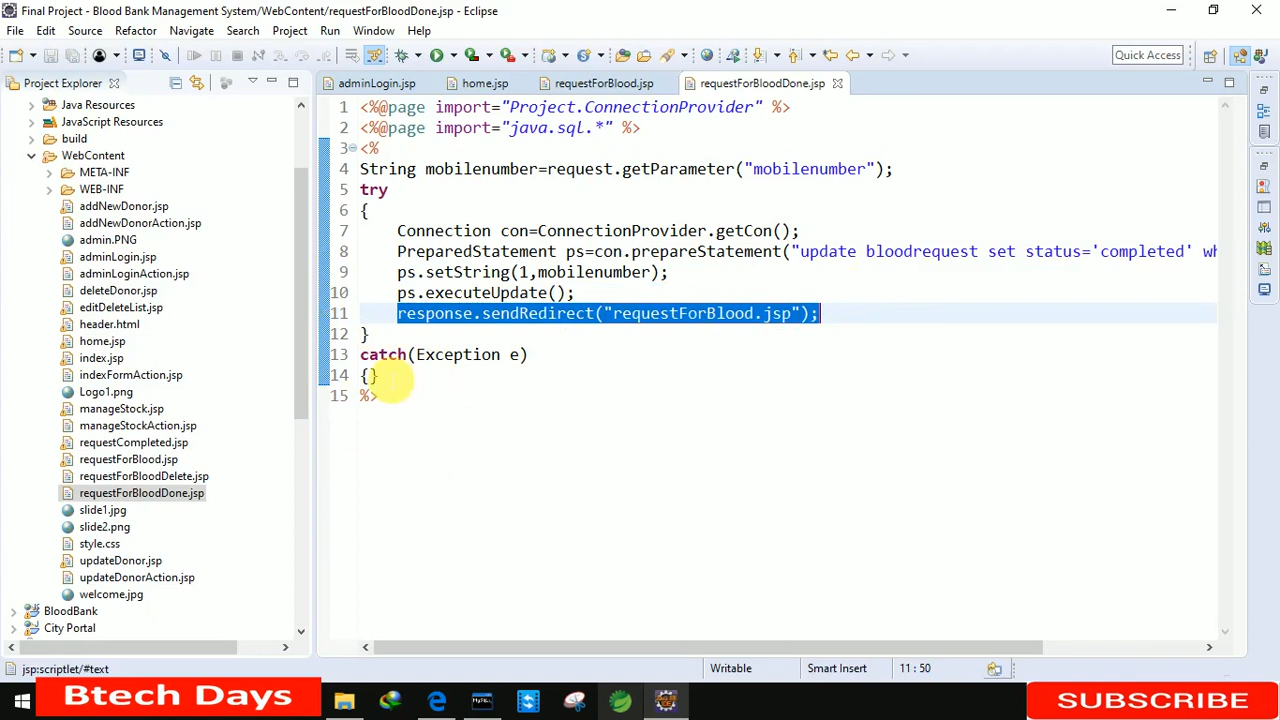 Final Project - Blood Bank Management System/WebContent/requestForBloodDone.jsp - Eclipse
File Edit Source Refactor Navigate Search Project Run Window Help
Quick Access
Project Explorer
adminLogin.jsp
home.jsp
requestForBlood.jsp
requestForBloodDone.jsp
Java Resources
JavaScript Resources
build
WebContent
META-INF
WEB-INF
addNewDonor.jsp
addNewDonorAction.jsp
admin.PNG
adminLogin.jsp
adminLoginAction.jsp
deleteDonor.jsp
editDeleteList.jsp
header.html
home.jsp
index.jsp
indexFormAction.jsp
Logo1.png
manageStock.jsp
manageStockAction.jsp
requestCompleted.jsp
requestForBlood.jsp
requestForBloodDelete.jsp
requestForBloodDone.jsp
slide1.jpg
slide2.png
style.css
updateDonor.jsp
updateDonorAction.jsp
welcome.jpg
BloodBank
City Portal
1 <%@page import="Project.ConnectionProvider" %>
2 <%@page import="java.sql.*" %>
3 <%
4 String mobilenumber=request.getParameter("mobilenumber");
5 try
6 {
7 Connection con=ConnectionProvider.getCon();
8 PreparedStatement ps=con.prepareStatement("update bloodrequest set status='completed' wh
9 ps.setString(1,mobilenumber);
10 ps.executeUpdate();
11 response.sendRedirect("requestForBlood.jsp");
12 }
13 catch(Exception e)
14 {}
15 %>
jsp:scriptlet/#text
Writable
Smart Insert
11 : 50
Btech Days
SUBSCRIBE